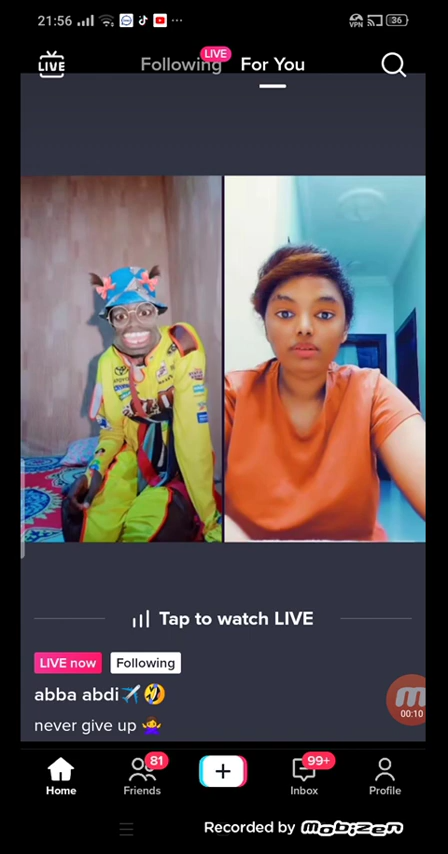 21:56
VPN
36
LIVE
Following
LIVE
For You
Tap to watch LIVE
LIVE now
Following
abba abdi✈️🤣
never give up 🙅‍♀️
00:10
81
99+
Home
Friends
Inbox
Profile
Recorded by mobizen